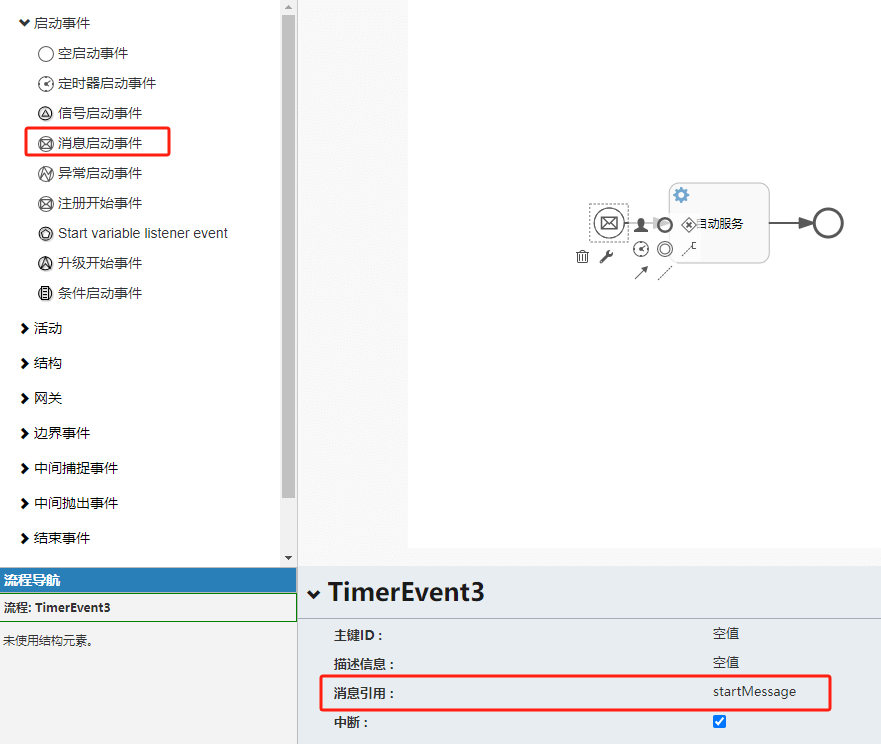 启动事件
空启动事件
定时器启动事件
信号启动事件
消息启动事件
异常启动事件
注册开始事件
Start variable listener event
升级开始事件
条件启动事件
活动
结构
网关
边界事件
中间捕捉事件
中间抛出事件
结束事件
流程导航
流程: TimerEvent3
未使用结构元素。
自动服务
TimerEvent3
主键ID : 空值
描述信息 : 空值
消息引用 : startMessage
中断 :